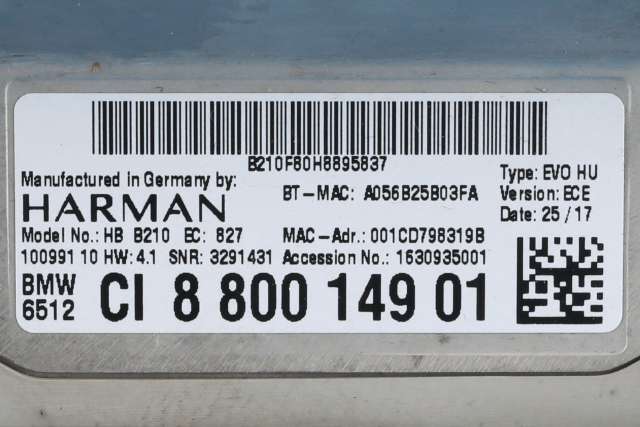 B210F80H8895837
Manufactured in Germany by:
HARMAN
BT-MAC: A056B25B03FA
Type: EVO HU
Version: ECE
Date: 25/17
Model No.: HB B210 EC: 827
MAC-Adr.: 001CD798319B
100991 10 HW: 4.1 SNR: 3291431 Accession No.: 1630935001
BMW
6512
CI 8 800 149 01